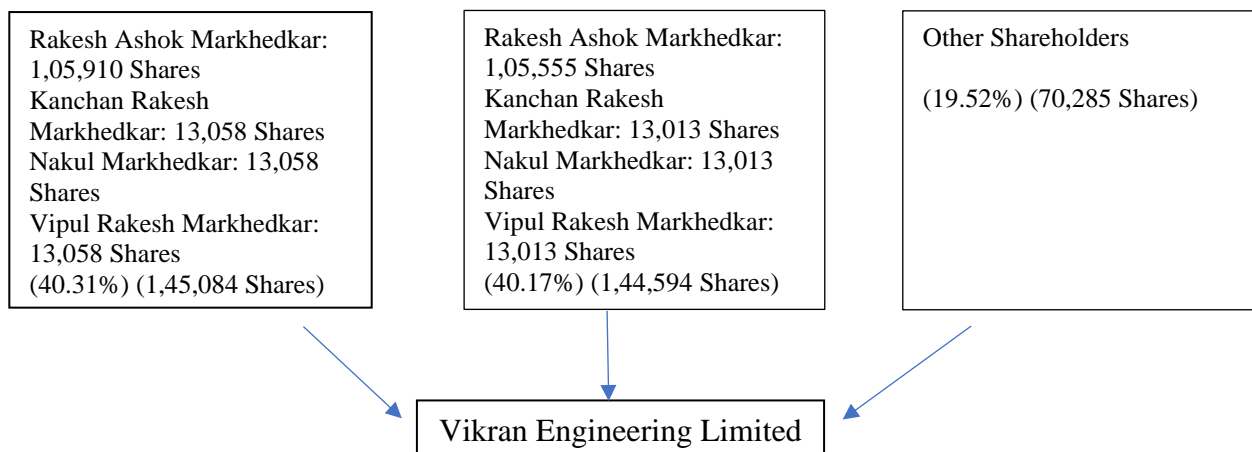 Rakesh Ashok Markhedkar:
1,05,910 Shares
Kanchan Rakesh
Markhedkar: 13,058 Shares
Nakul Markhedkar: 13,058
Shares
Vipul Rakesh Markhedkar:
13,058 Shares
(40.31%) (1,45,084 Shares)
Rakesh Ashok Markhedkar:
1,05,555 Shares
Kanchan Rakesh
Markhedkar: 13,013 Shares
Nakul Markhedkar: 13,013
Shares
Vipul Rakesh Markhedkar:
13,013 Shares
(40.17%) (1,44,594 Shares)
Other Shareholders
(19.52%) (70,285 Shares)
Vikran Engineering Limited